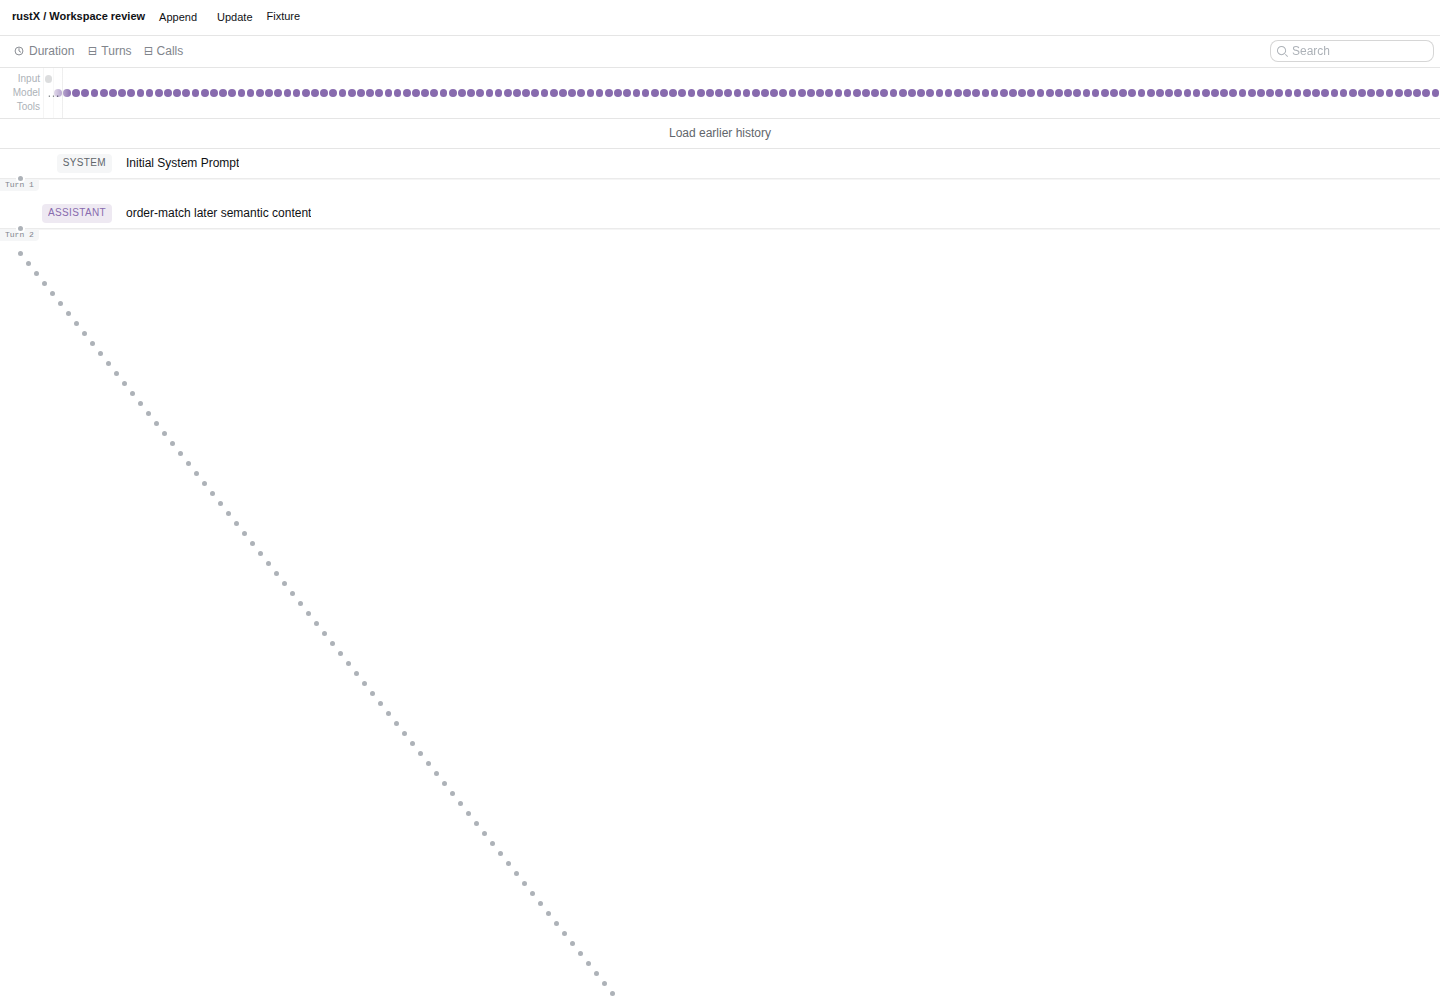 rustX / Workspace review Append Update Fixture
Duration Turns Calls Search
Input
Model
Tools
Load earlier history
SYSTEM Initial System Prompt
Turn 1
ASSISTANT order-match later semantic content
Turn 2